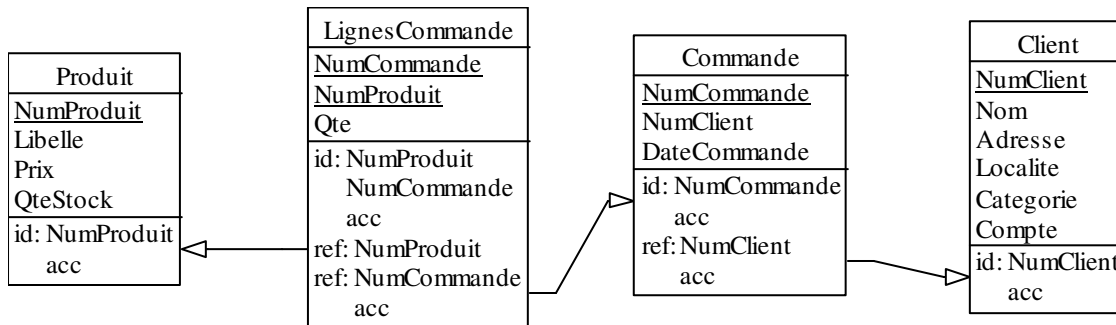 Produit
NumProduit
Libelle
Prix
QteStock
id: NumProduit
acc
LignesCommande
NumCommande
NumProduit
Qte
id: NumProduit
NumCommande
acc
ref: NumProduit
ref: NumCommande
acc
Commande
NumCommande
NumClient
DateCommande
id: NumCommande
acc
ref: NumClient
acc
Client
NumClient
Nom
Adresse
Localite
Categorie
Compte
id: NumClient
acc